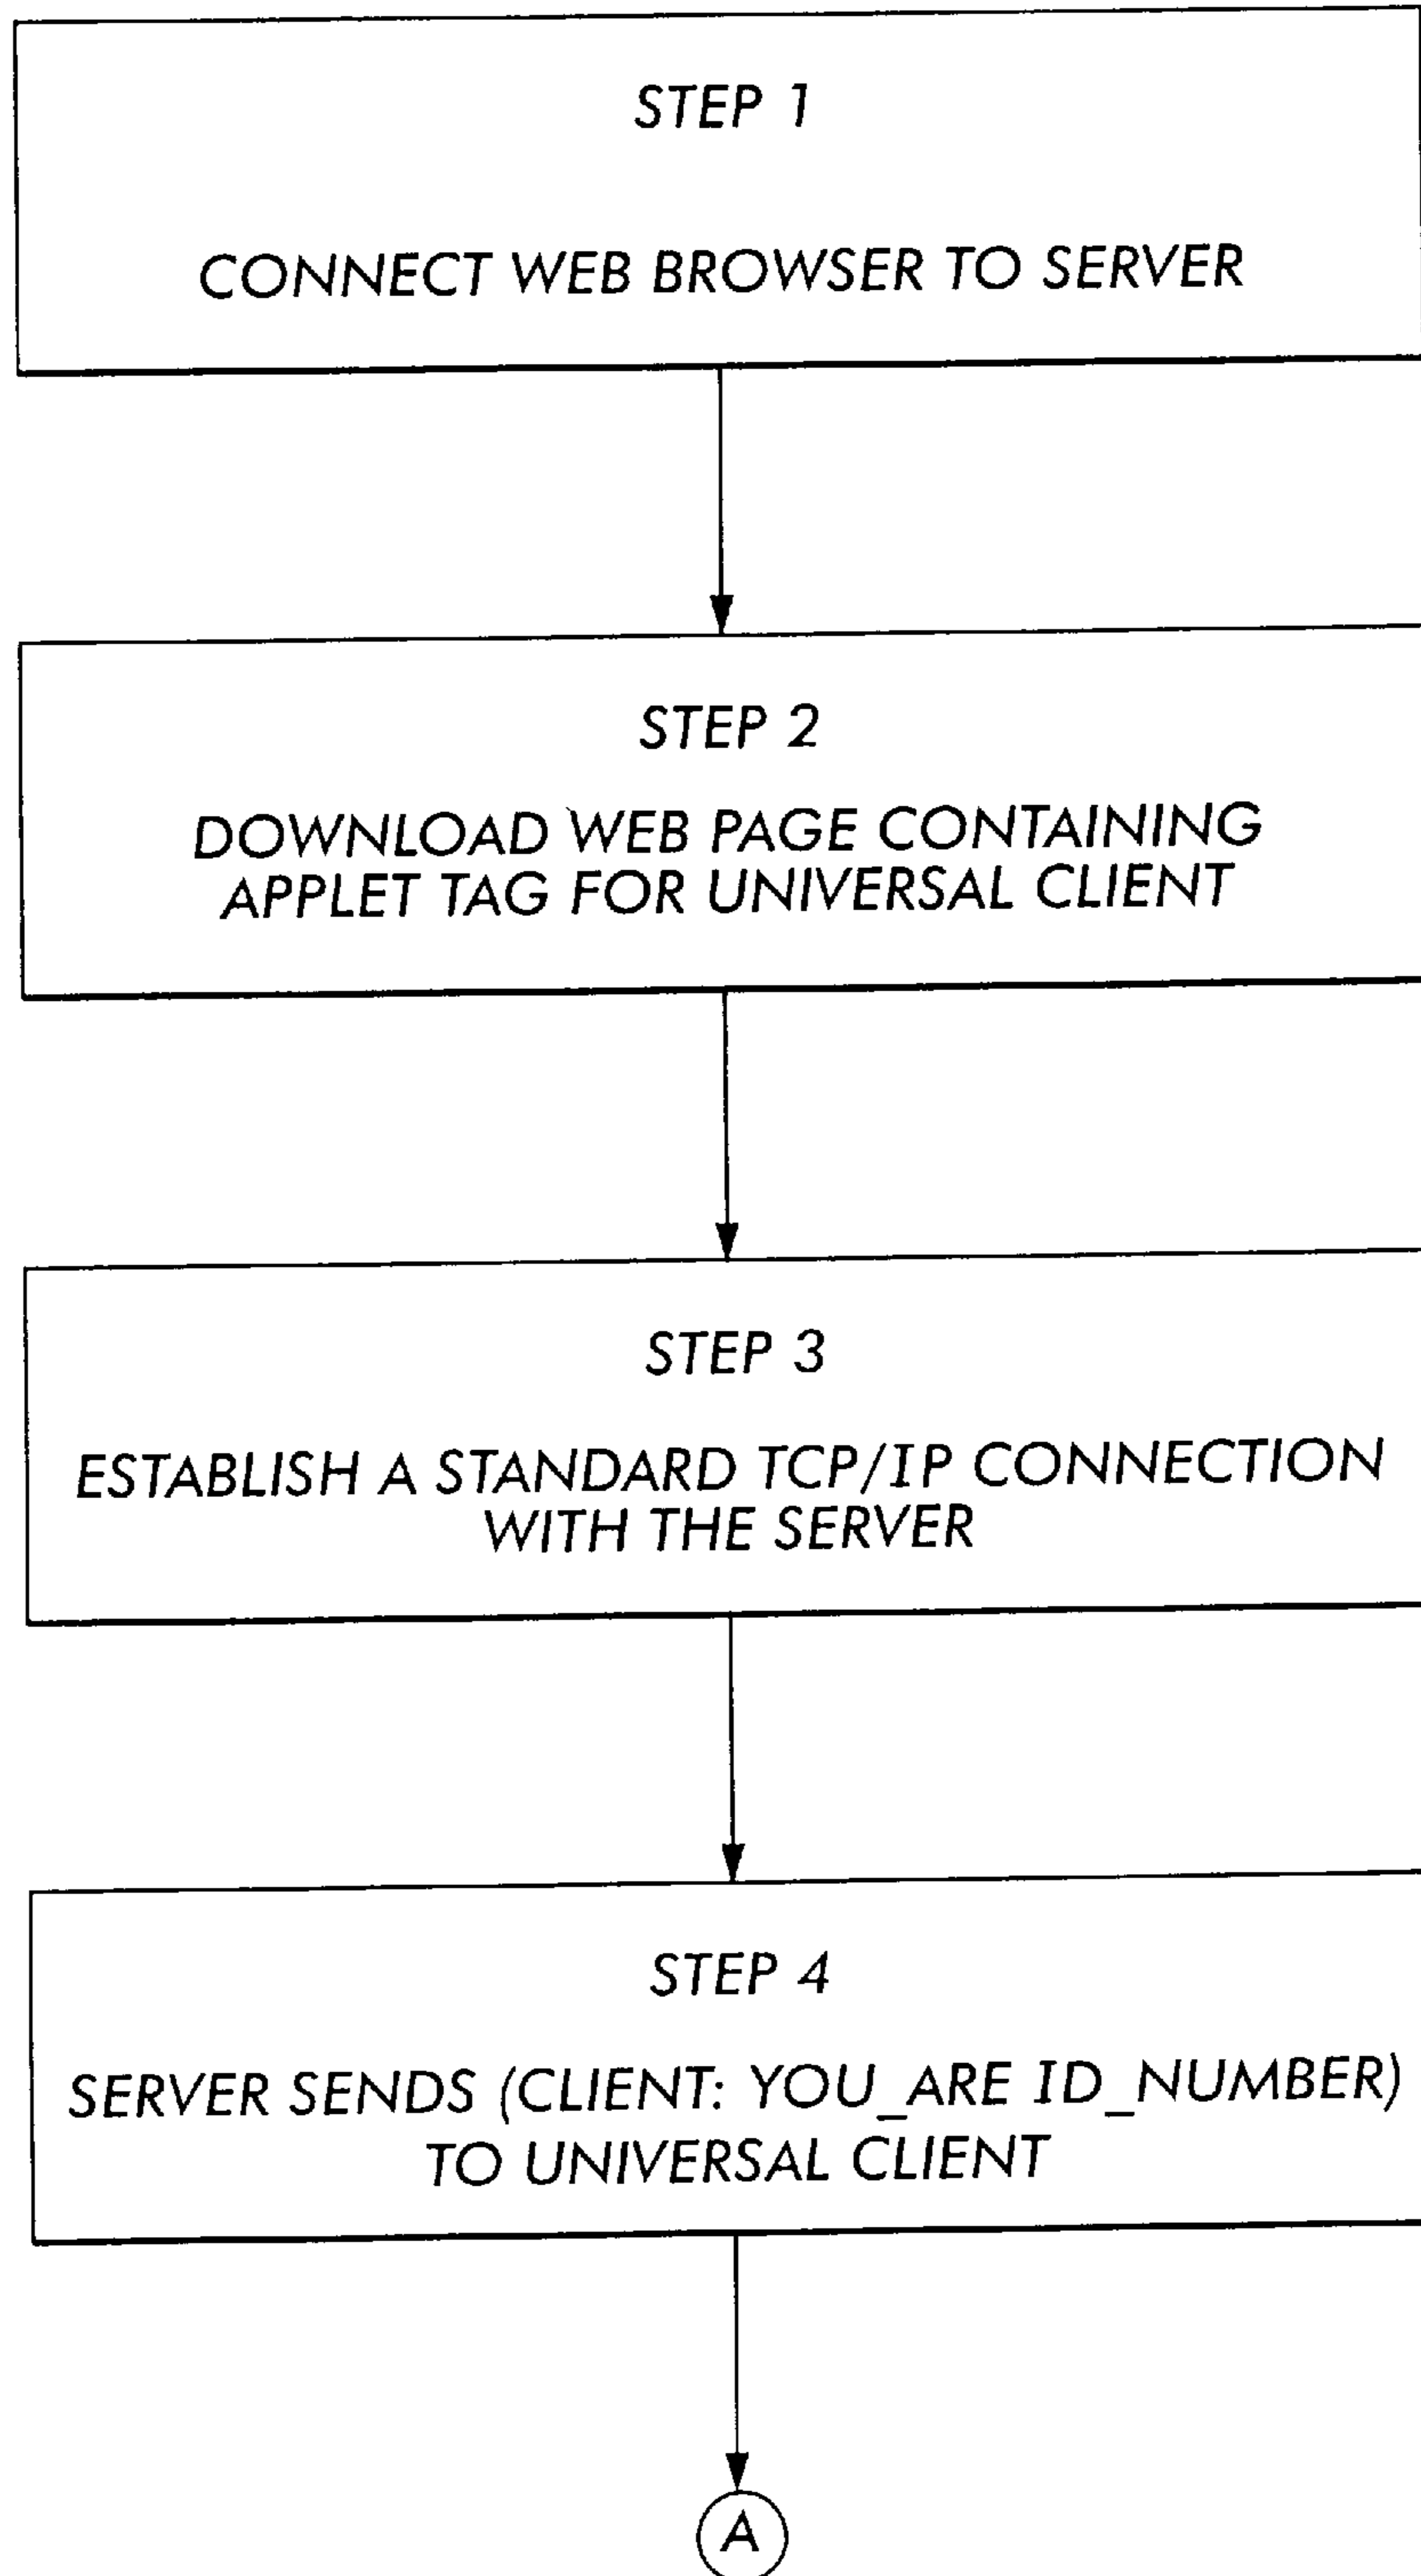 STEP 1
CONNECT WEB BROWSER TO SERVER
STEP 2
DOWNLOAD WEB PAGE CONTAINING
APPLET TAG FOR UNIVERSAL CLIENT
STEP 3
ESTABLISH A STANDARD TCP/IP CONNECTION
WITH THE SERVER
STEP 4
SERVER SENDS (CLIENT: YOU_ARE ID_NUMBER)
TO UNIVERSAL CLIENT
A